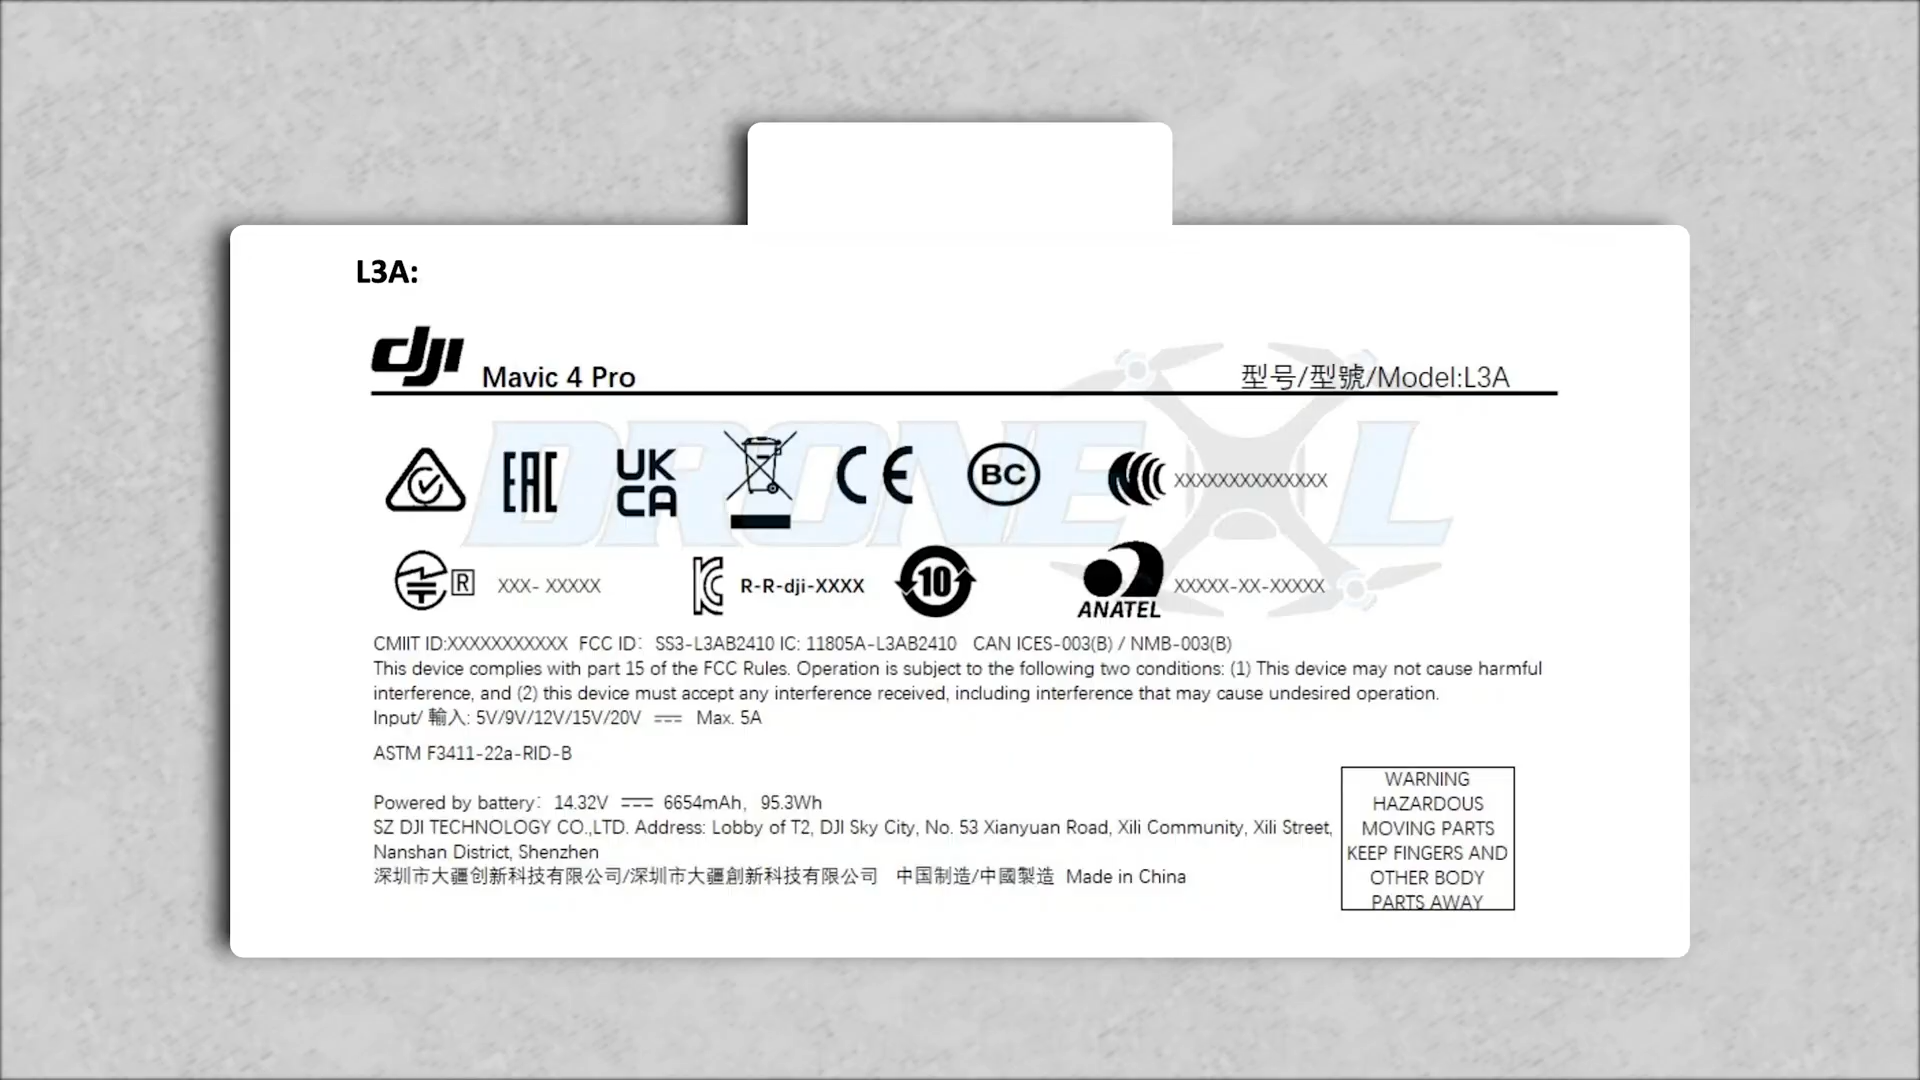 L3A:
dji Mavic 4 Pro 型号/型號/Model:L3A
DRONEXL
EAC UK CA CE BC XXXXXXXXXXXXXX
R XXX- XXXXX R-R-dji-XXXX 10 ANATEL XXXXX-XX-XXXXX
CMIIT ID:XXXXXXXXXXX FCC ID: SS3-L3AB2410 IC: 11805A-L3AB2410 CAN ICES-003(B) / NMB-003(B)
This device complies with part 15 of the FCC Rules. Operation is subject to the following two conditions: (1) This device may not cause harmful
interference, and (2) this device must accept any interference received, including interference that may cause undesired operation.
Input/ 輸入: 5V/9V/12V/15V/20V ⎓ Max. 5A
ASTM F3411-22a-RID-B
Powered by battery: 14.32V ⎓ 6654mAh, 95.3Wh
SZ DJI TECHNOLOGY CO.,LTD. Address: Lobby of T2, DJI Sky City, No. 53 Xianyuan Road, Xili Community, Xili Street,
Nanshan District, Shenzhen
深圳市大疆创新科技有限公司/深圳市大疆創新科技有限公司 中国制造/中國製造 Made in China
WARNING
HAZARDOUS
MOVING PARTS
KEEP FINGERS AND
OTHER BODY
PARTS AWAY